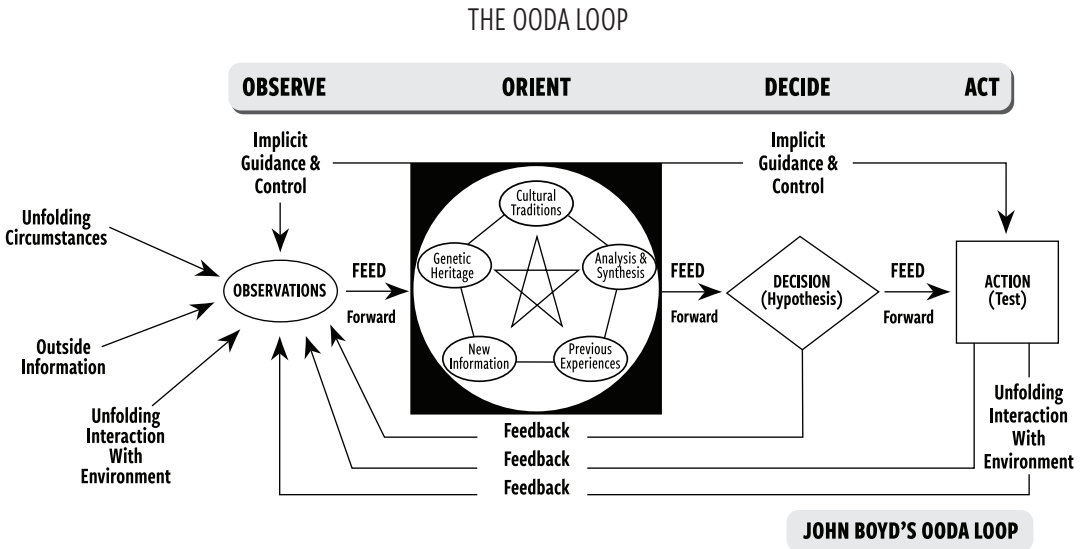 THE OODA LOOP
OBSERVE
ORIENT
DECIDE
ACT
Implicit
Guidance &
Control
Implicit
Guidance &
Control
Unfolding
Circumstances
Outside
Information
Unfolding
Interaction
With
Environment
OBSERVATIONS
FEED
Forward
Cultural
Traditions
Genetic
Heritage
Analysis &
Synthesis
New
Information
Previous
Experiences
FEED
Forward
DECISION
(Hypothesis)
FEED
Forward
ACTION
(Test)
Unfolding
Interaction
With
Environment
Feedback
Feedback
Feedback
JOHN BOYD'S OODA LOOP